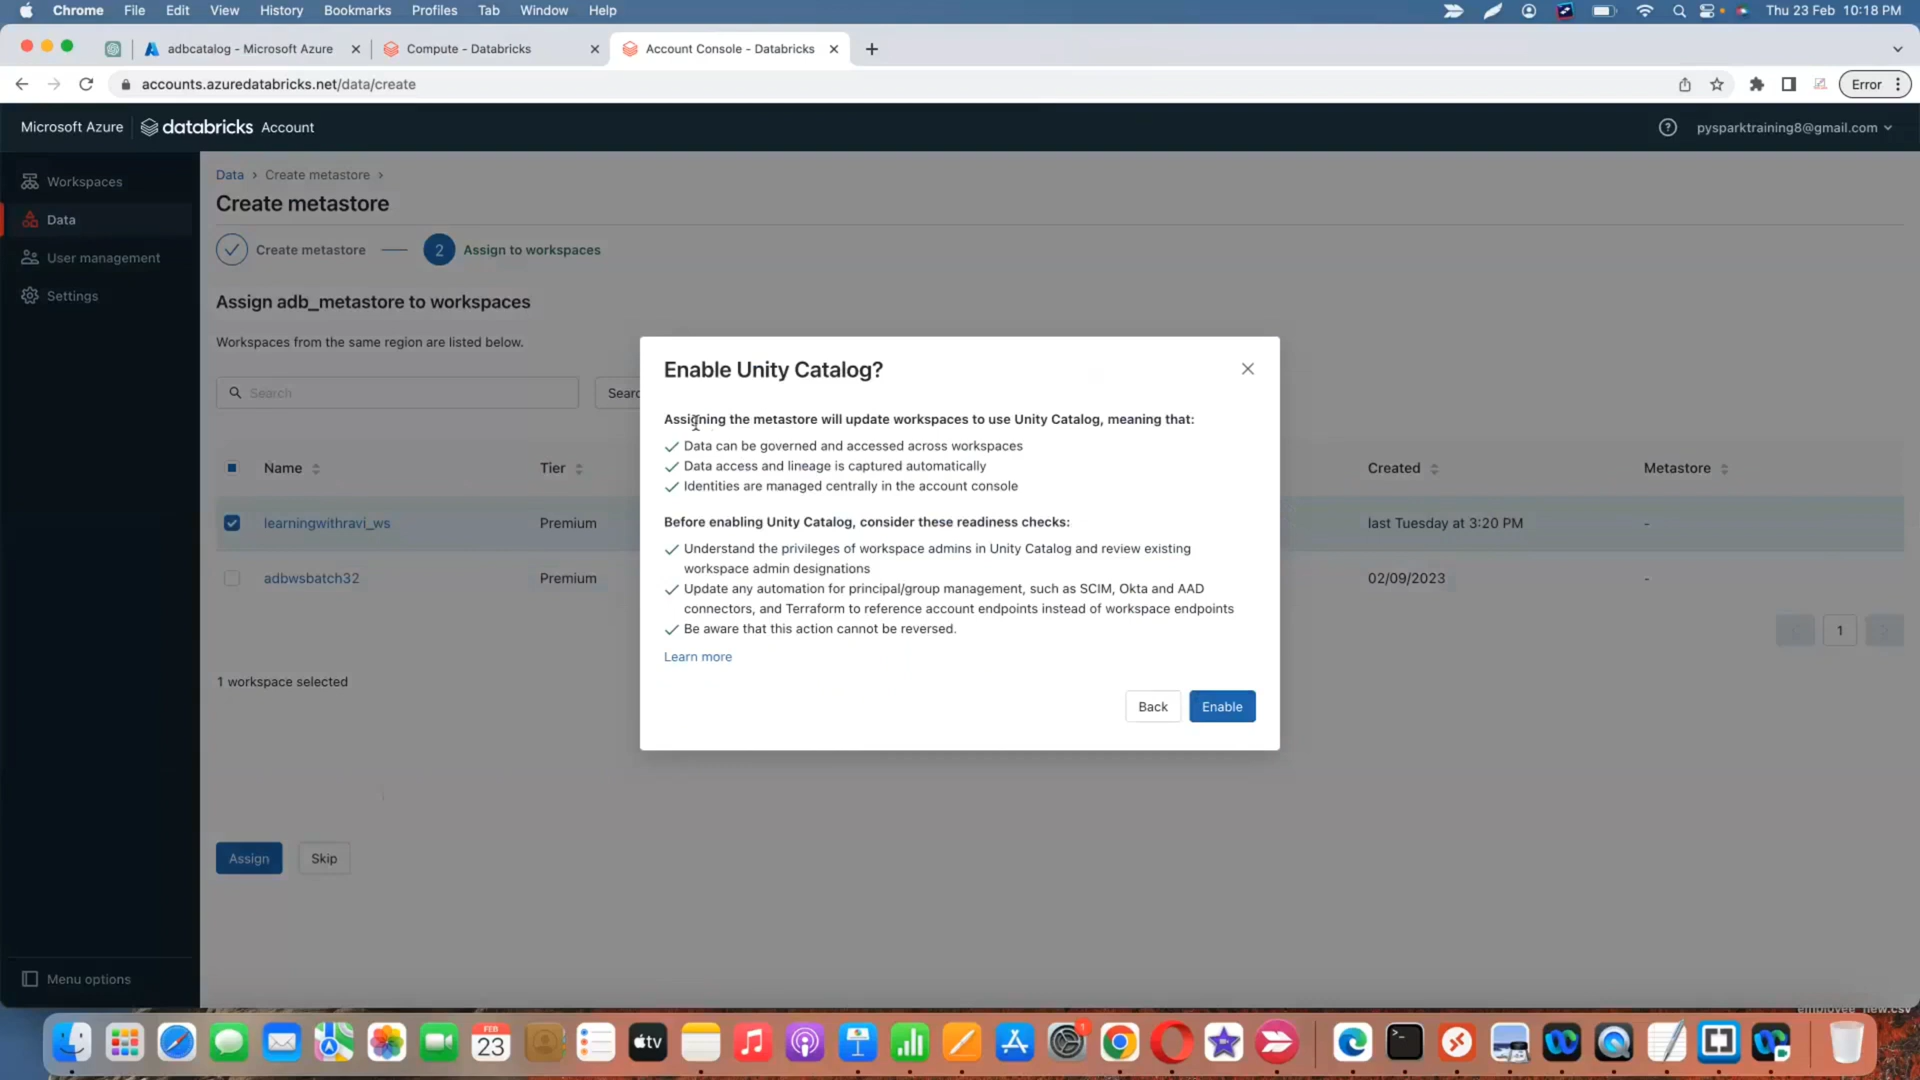 Chrome File Edit View History Bookmarks Profiles Tab Window Help Thu 23 Feb 10:18 PM
adbcatalog - Microsoft Azure Compute - Databricks Account Console - Databricks
accounts.azuredatabricks.net/data/create Error
Microsoft Azure databricks Account pysparktraining8@gmail.com
Workspaces
Data
User management
Settings
Data › Create metastore ›
Create metastore
Create metastore 2 Assign to workspaces
Assign adb_metastore to workspaces
Workspaces from the same region are listed below.
Search Searc
Name Tier Created Metastore
learningwithravi_ws Premium last Tuesday at 3:20 PM -
adbwsbatch32 Premium 02/09/2023 -
1
1 workspace selected
Assign Skip
Enable Unity Catalog?
Assigning the metastore will update workspaces to use Unity Catalog, meaning that:
Data can be governed and accessed across workspaces
Data access and lineage is captured automatically
Identities are managed centrally in the account console
Before enabling Unity Catalog, consider these readiness checks:
Understand the privileges of workspace admins in Unity Catalog and review existing
workspace admin designations
Update any automation for principal/group management, such as SCIM, Okta and AAD
connectors, and Terraform to reference account endpoints instead of workspace endpoints
Be aware that this action cannot be reversed.
Learn more
Back Enable
Menu options
employee_new.csv
FEB
23
tv
1